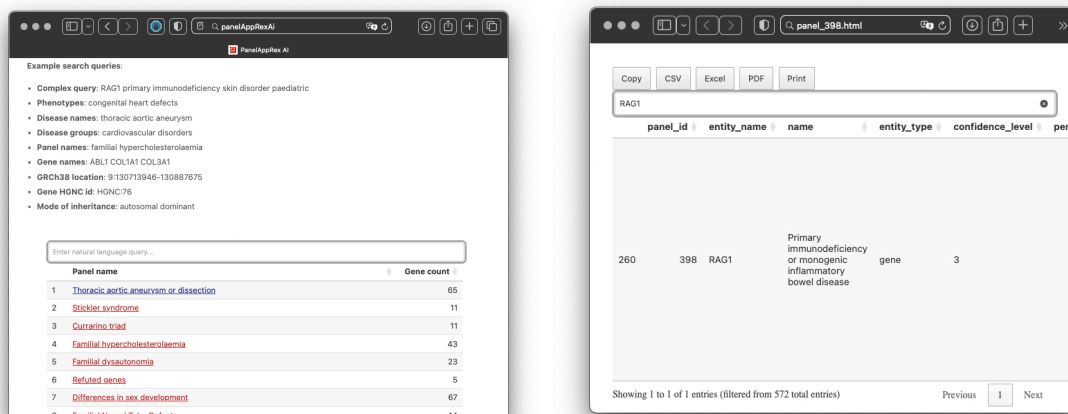 panelAppRexAi
PanelAppRex AI
Example search queries:
• Complex query: RAG1 primary immunodeficiency skin disorder paediatric
• Phenotypes: congenital heart defects
• Disease names: thoracic aortic aneurysm
• Disease groups: cardiovascular disorders
• Panel names: familial hypercholesterolaemia
• Gene names: ABL1 COL1A1 COL3A1
• GRCh38 location: 9:130713946-130887675
• Gene HGNC id: HGNC:76
• Mode of inheritance: autosomal dominant
Enter natural language query...
Panel name Gene count
1 Thoracic aortic aneurysm or dissection 65
2 Stickler syndrome 11
3 Currarino triad 11
4 Familial hypercholesterolaemia 43
5 Familial dysautonomia 23
6 Refuted genes 5
7 Differences in sex development 67
panel_398.html
Copy CSV Excel PDF Print
RAG1
panel_id entity_name name entity_type confidence_level
260 398 RAG1 Primary
immunodeficiency
or monogenic
inflammatory
bowel disease gene 3
Showing 1 to 1 of 1 entries (filtered from 572 total entries) Previous 1 Next